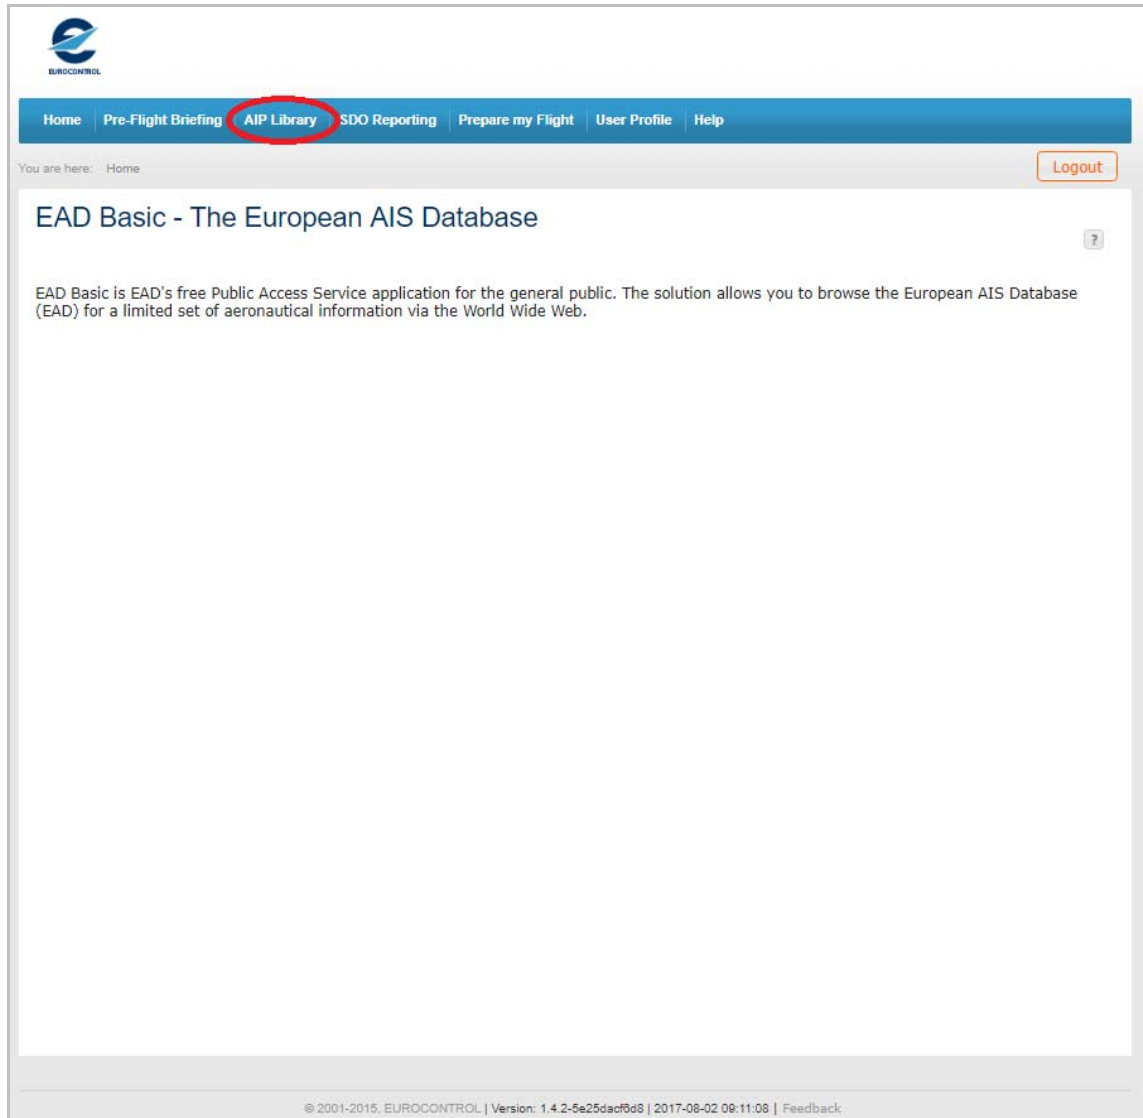 EUROCONTROL
Home Pre-Flight Briefing AIP Library SDO Reporting Prepare my Flight User Profile Help
You are here: Home
Logout
EAD Basic - The European AIS Database
?
EAD Basic is EAD's free Public Access Service application for the general public. The solution allows you to browse the European AIS Database
(EAD) for a limited set of aeronautical information via the World Wide Web.
© 2001-2015, EUROCONTROL | Version: 1.4.2-5e25dacf6d8 | 2017-08-02 09:11:08 | Feedback